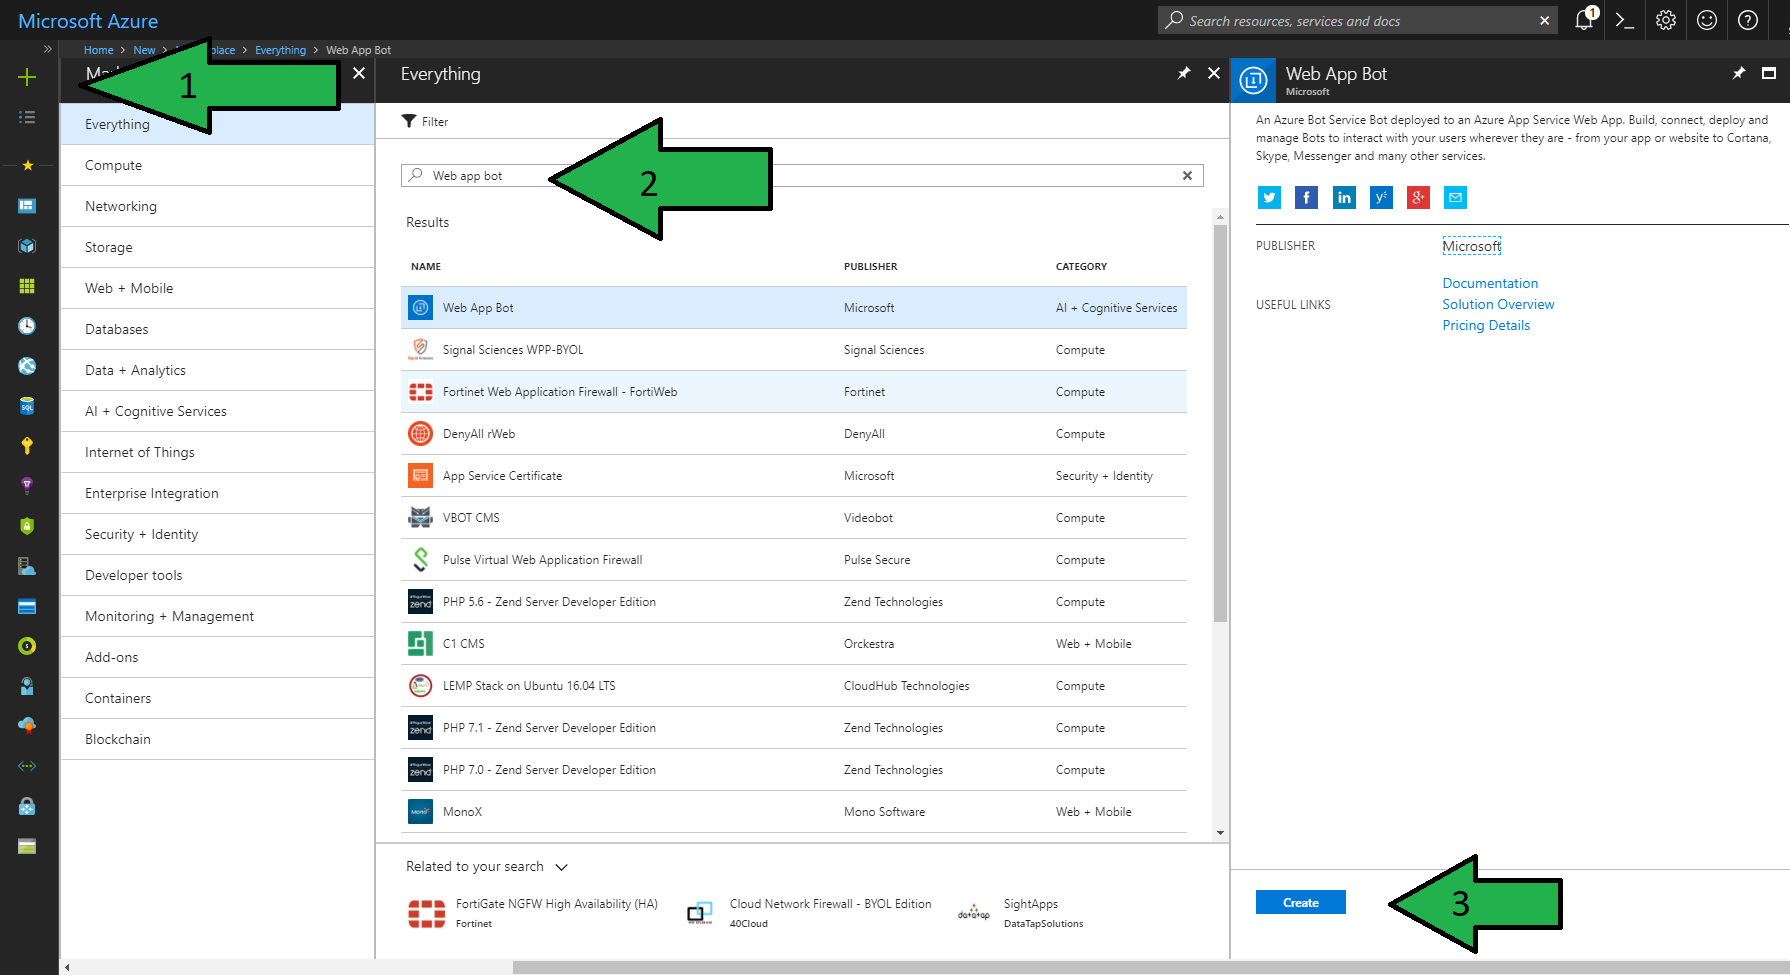 Microsoft Azure
Search resources, services and docs
1
Home > New > place > Everything > Web App Bot
1
Everything
Compute
Networking
Storage
Web + Mobile
Databases
Data + Analytics
AI + Cognitive Services
Internet of Things
Enterprise Integration
Security + Identity
Developer tools
Monitoring + Management
Add-ons
Containers
Blockchain
Everything
Filter
Web app bot
2
Results
NAME PUBLISHER CATEGORY
Web App Bot Microsoft AI + Cognitive Services
Signal Sciences WPP-BYOL Signal Sciences Compute
Fortinet Web Application Firewall - FortiWeb Fortinet Compute
DenyAll rWeb DenyAll Compute
App Service Certificate Microsoft Security + Identity
VBOT CMS Videobot Compute
Pulse Virtual Web Application Firewall Pulse Secure Compute
zend PHP 5.6 - Zend Server Developer Edition Zend Technologies Compute
C1 CMS Orckestra Web + Mobile
LEMP Stack on Ubuntu 16.04 LTS CloudHub Technologies Compute
zend PHP 7.1 - Zend Server Developer Edition Zend Technologies Compute
zend PHP 7.0 - Zend Server Developer Edition Zend Technologies Compute
MonoX Mono Software Web + Mobile
Related to your search
FortiGate NGFW High Availability (HA)
Fortinet
Cloud Network Firewall - BYOL Edition
40Cloud
datatap
SightApps
DataTapSolutions
Web App Bot
Microsoft
An Azure Bot Service Bot deployed to an Azure App Service Web App. Build, connect, deploy and
manage Bots to interact with your users wherever they are - from your app or website to Cortana,
Skype, Messenger and many other services.
PUBLISHER Microsoft
USEFUL LINKS
Documentation
Solution Overview
Pricing Details
Create
3